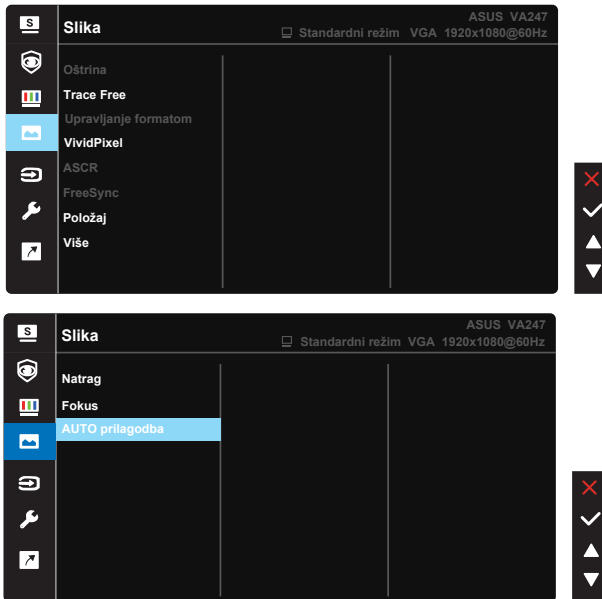 S
Slika
ASUS VA247
Standardni režim VGA 1920x1080@60Hz
Oštrina
Trace Free
Upravljanje formatom
VividPixel
ASCR
FreeSync
Položaj
Više
S
Slika
ASUS VA247
Standardni režim VGA 1920x1080@60Hz
Natrag
Fokus
AUTO prilagodba